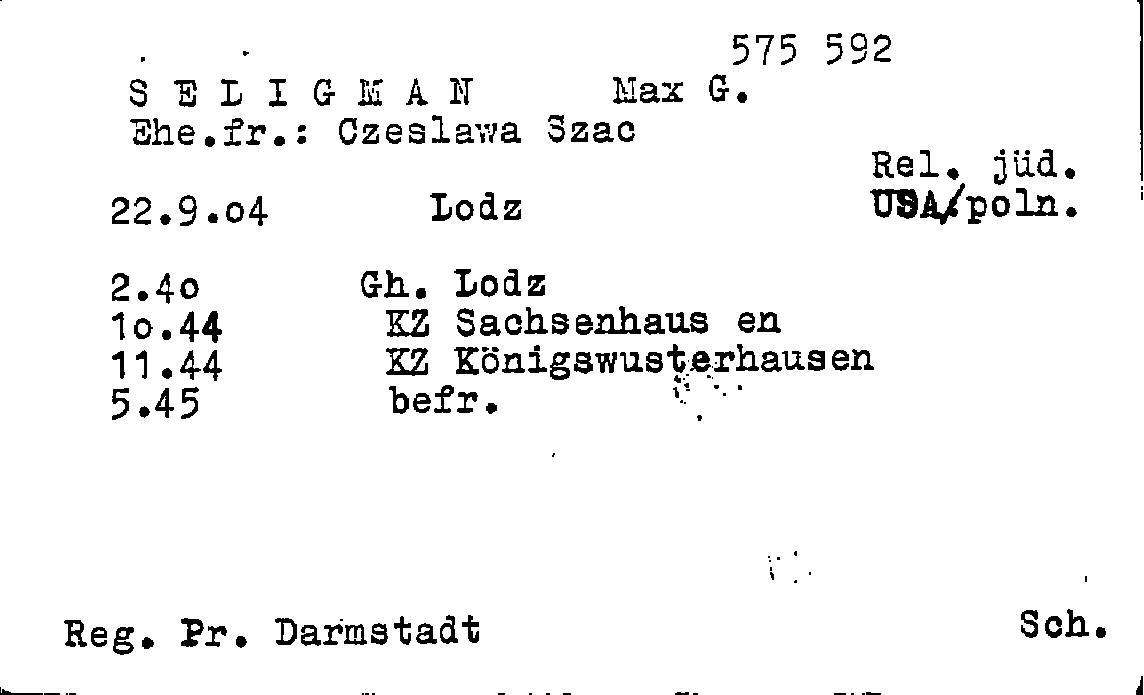 575 592
S E L I G M A N Max G.
Ehe.fr.: Czeslawa Szac
Rel. jüd.
22.9.o4 Lodz USA/poln.
2.4o Gh. Lodz
1o.44 KZ Sachsenhaus en
11.44 KZ Königswusterhausen
5.45 befr.
Reg. Pr. Darmstadt Sch.